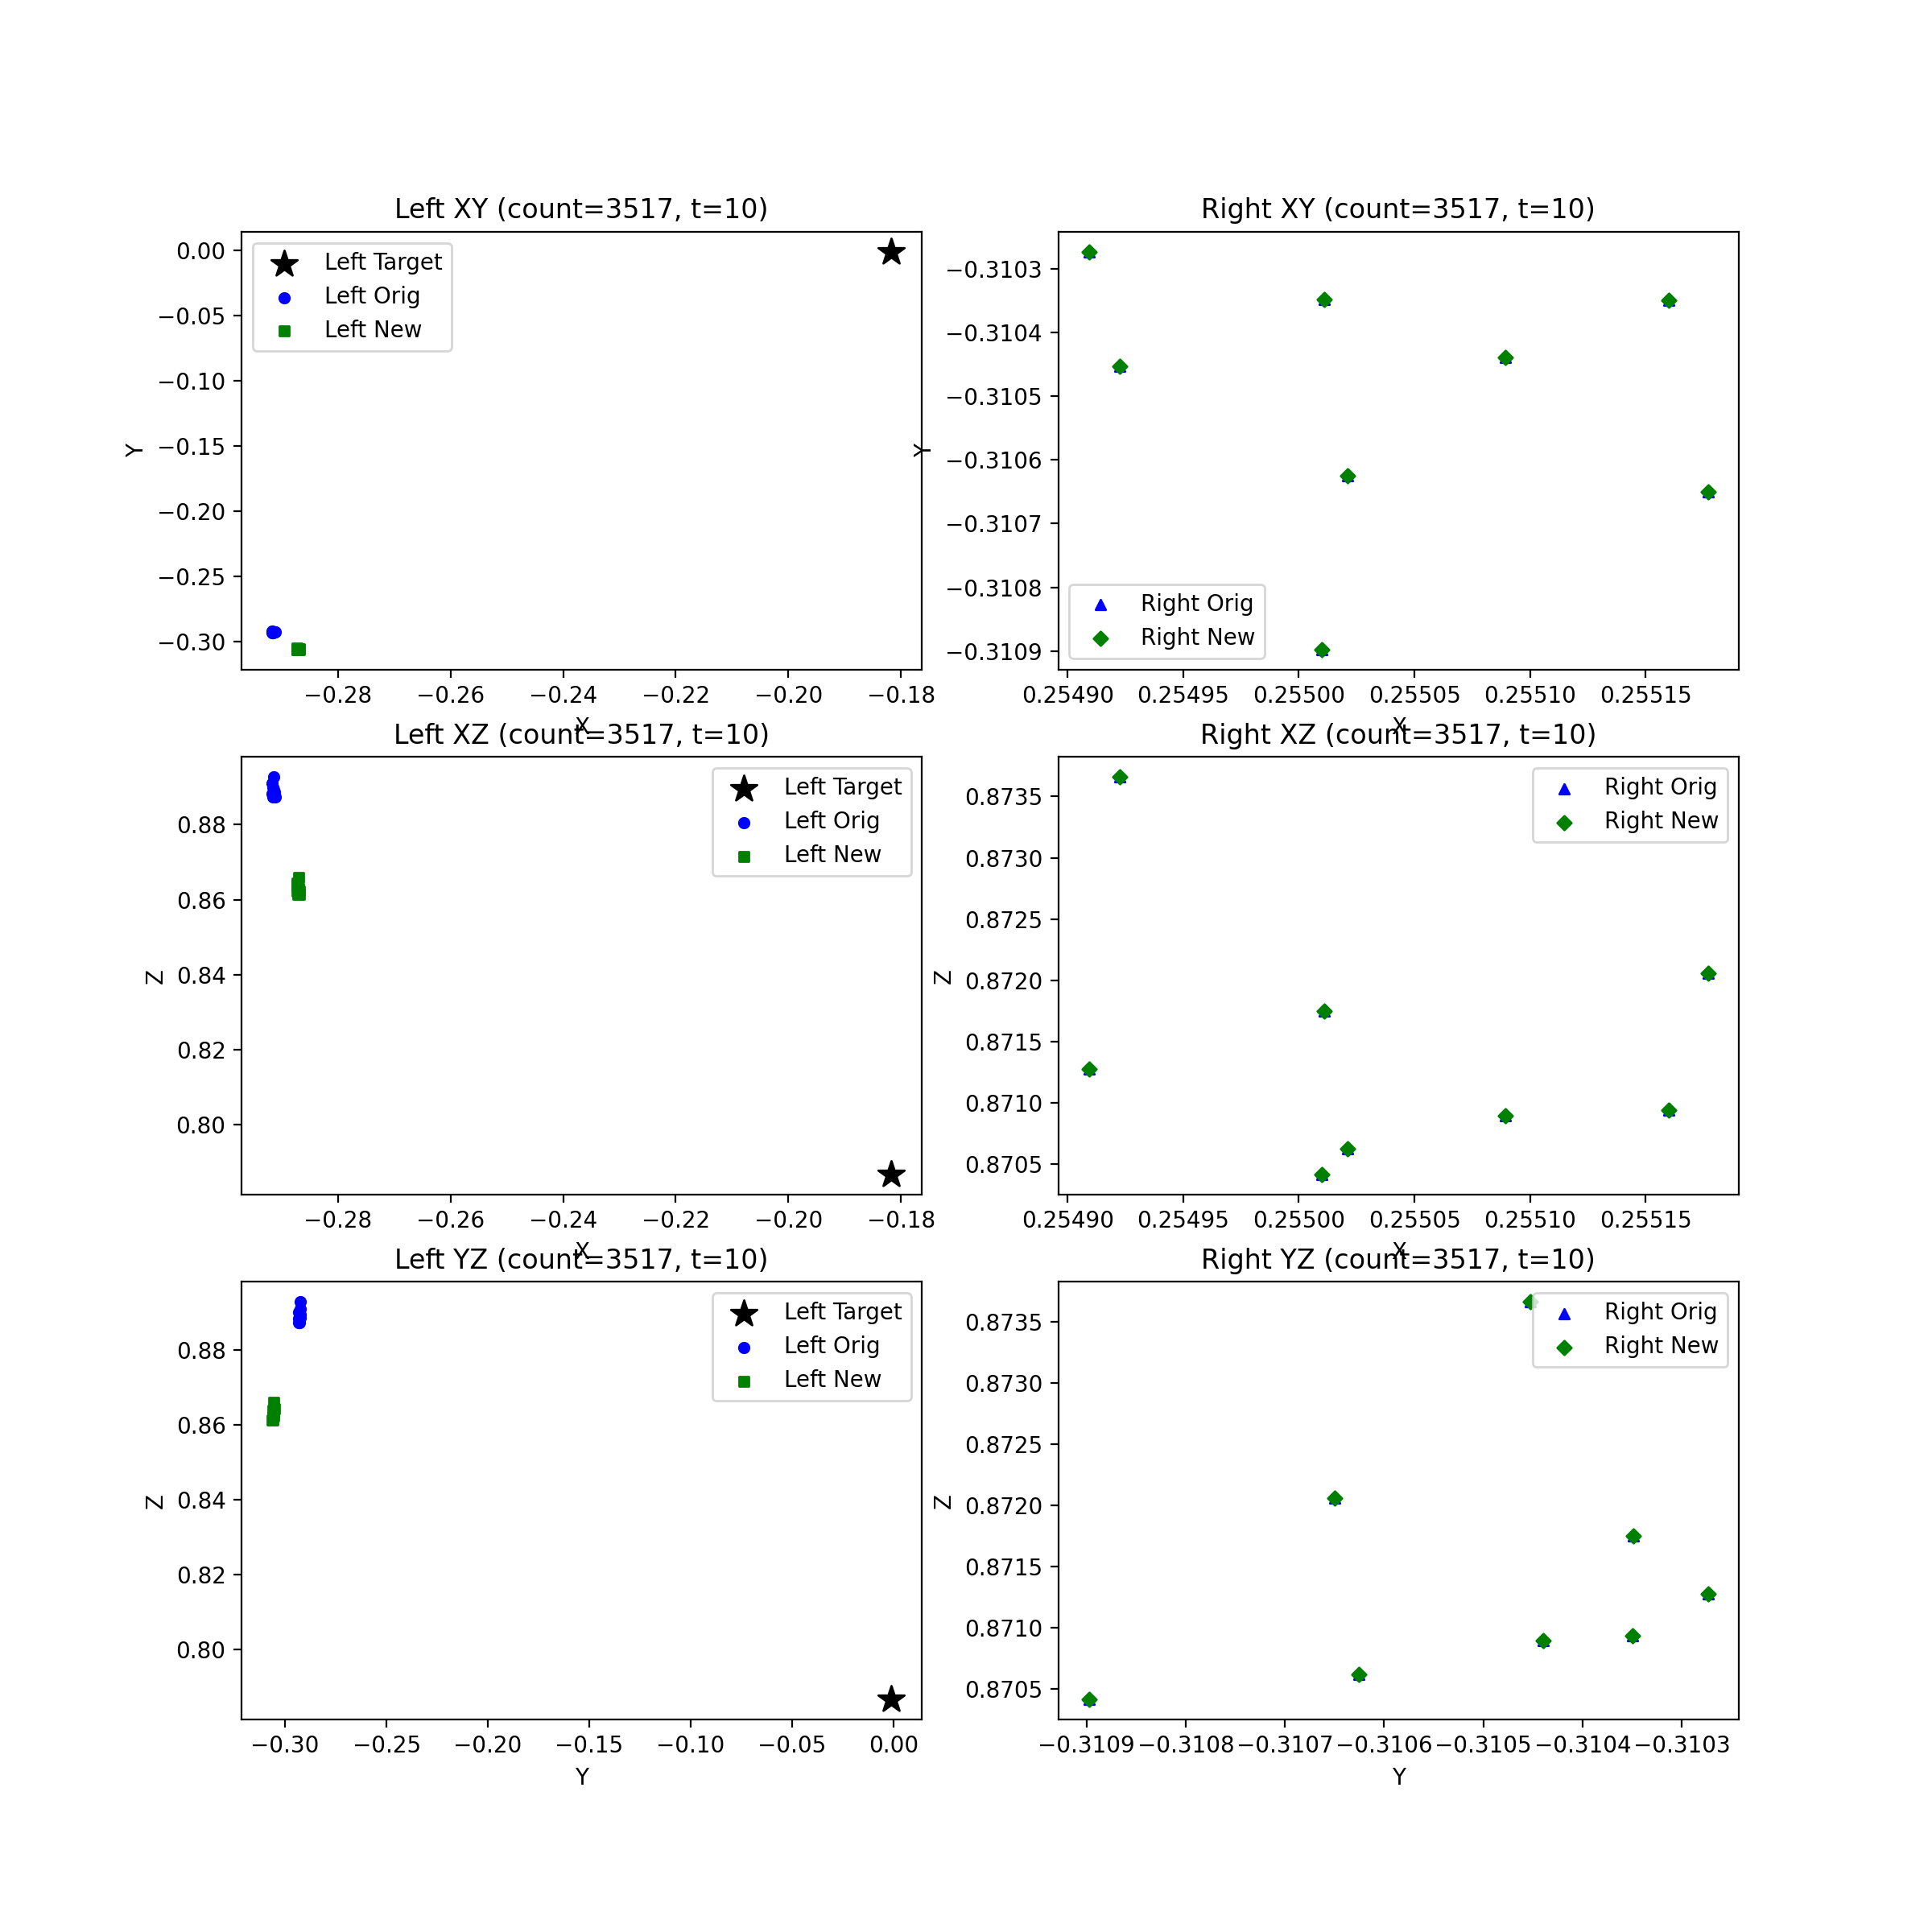 Left XY (count=3517, t=10)
0.00
−0.05
−0.10
−0.15
−0.20
−0.25
−0.30
Y
Left Target
Left Orig
Left New
−0.28
−0.26
−0.24
−0.22
−0.20
−0.18
X
Right XY (count=3517, t=10)
−0.3103
−0.3104
−0.3105
−0.3106
−0.3107
−0.3108
−0.3109
Y
Right Orig
Right New
0.25490
0.25495
0.25500
0.25505
0.25510
0.25515
X
Left XZ (count=3517, t=10)
0.88
0.86
0.84
0.82
0.80
Z
Left Target
Left Orig
Left New
−0.28
−0.26
−0.24
−0.22
−0.20
−0.18
X
Right XZ (count=3517, t=10)
0.8735
0.8730
0.8725
0.8720
0.8715
0.8710
0.8705
Z
Right Orig
Right New
0.25490
0.25495
0.25500
0.25505
0.25510
0.25515
X
Left YZ (count=3517, t=10)
0.88
0.86
0.84
0.82
0.80
Z
Left Target
Left Orig
Left New
−0.30
−0.25
−0.20
−0.15
−0.10
−0.05
0.00
Y
Right YZ (count=3517, t=10)
0.8735
0.8730
0.8725
0.8720
0.8715
0.8710
0.8705
Z
Right Orig
Right New
−0.3109
−0.3108
−0.3107
−0.3106
−0.3105
−0.3104
−0.3103
Y